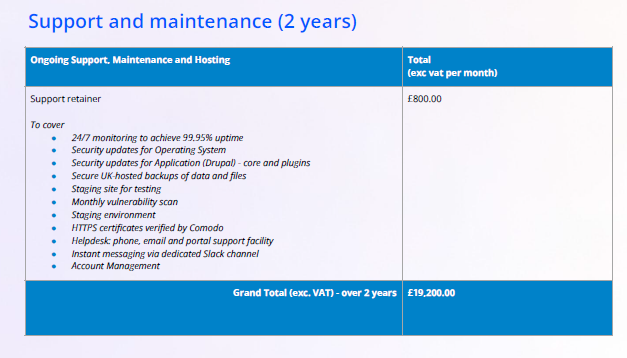 Support and maintenance (2 years)
Ongoing Support, Maintenance and Hosting
Total
(exc vat per month)
Support retainer
£800.00
To cover
• 24/7 monitoring to achieve 99.95% uptime
• Security updates for Operating System
• Security updates for Application (Drupal) - core and plugins
• Secure UK-hosted backups of data and files
• Staging site for testing
• Monthly vulnerability scan
• Staging environment
• HTTPS certificates verified by Comodo
• Helpdesk: phone, email and portal support facility
• Instant messaging via dedicated Slack channel
• Account Management
Grand Total (exc. VAT) - over 2 years
£19,200.00